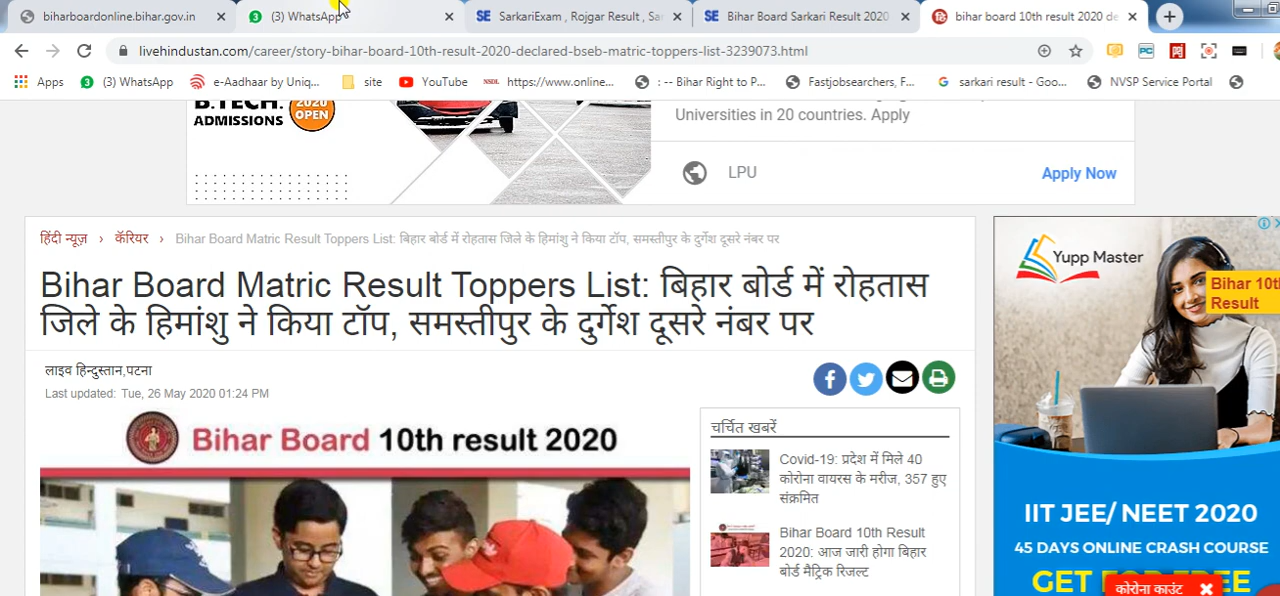 biharboardonline.bihar.gov.in
(3) WhatsApp
SarkariExam , Rojgar Result , Sar
Bihar Board Sarkari Result 2020
bihar board 10th result 2020 de
livehindustan.com/career/story-bihar-board-10th-result-2020-declared-bseb-matric-toppers-list-3239073.html
Apps
(3) WhatsApp
e-Aadhaar by Uniq...
site
YouTube
https://www.online...
: -- Bihar Right to P...
Fastjobsearchers, F...
sarkari result - Goo...
NVSP Service Portal
B.TECH.
ADMISSIONS
2020
OPEN
Universities in 20 countries. Apply
LPU
Apply Now
हिंदी न्यूज़ › कॅरियर › Bihar Board Matric Result Toppers List: बिहार बोर्ड में रोहतास जिले के हिमांशु ने किया टॉप, समस्तीपुर के दुर्गेश दूसरे नंबर पर
Bihar Board Matric Result Toppers List: बिहार बोर्ड में रोहतास
जिले के हिमांशु ने किया टॉप, समस्तीपुर के दुर्गेश दूसरे नंबर पर
लाइव हिन्दुस्तान,पटना
Last updated: Tue, 26 May 2020 01:24 PM
Bihar Board 10th result 2020
चर्चित खबरें
Covid-19: प्रदेश में मिले 40
कोरोना वायरस के मरीज, 357 हुए
संक्रमित
Bihar Board 10th Result
2020: आज जारी होगा बिहार
बोर्ड मैट्रिक रिजल्ट
Yupp Master
Bihar 10th
Result
IIT JEE/ NEET 2020
45 DAYS ONLINE CRASH COURSE
GET
कोरोना काउंट